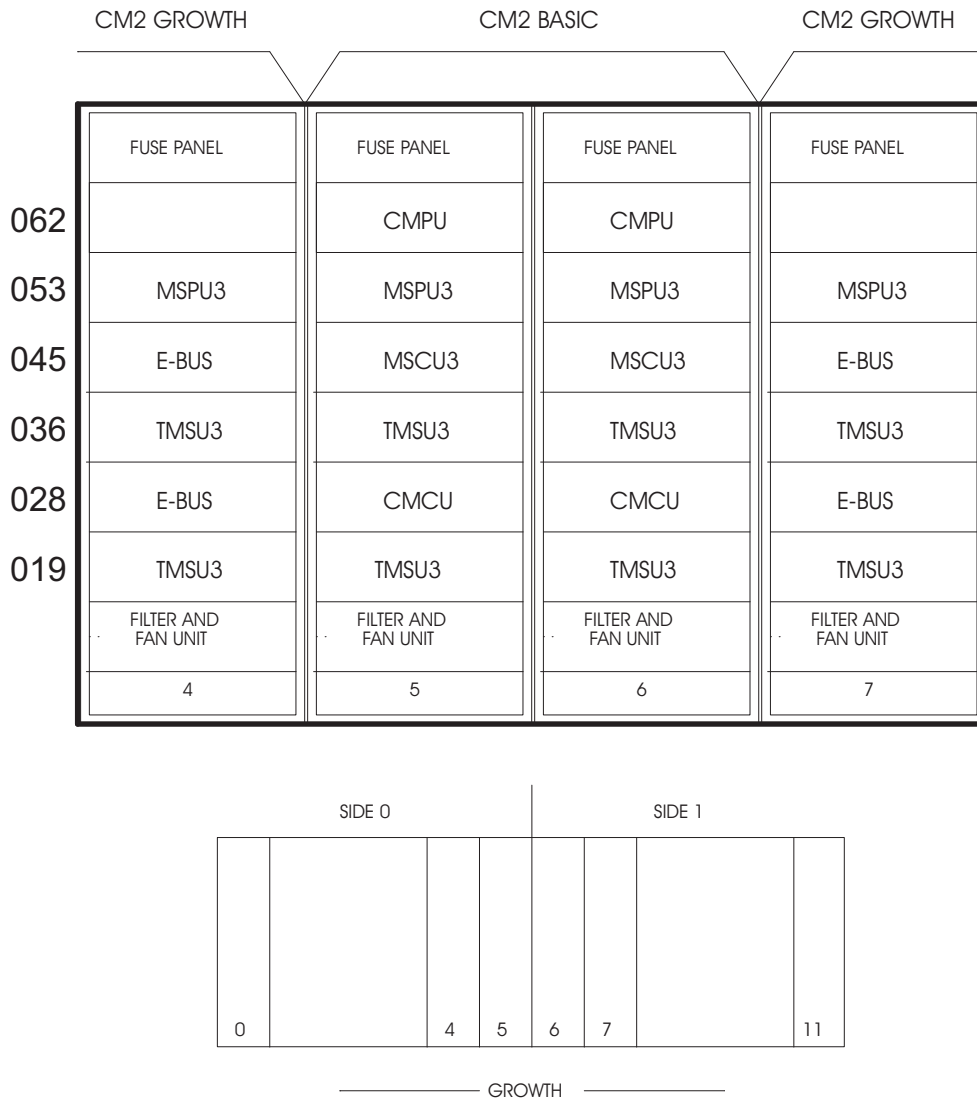 CM2 GROWTH CM2 BASIC CM2 GROWTH
FUSE PANEL FUSE PANEL FUSE PANEL FUSE PANEL
062 CMPU CMPU
053 MSPU3 MSPU3 MSPU3 MSPU3
045 E-BUS MSCU3 MSCU3 E-BUS
036 TMSU3 TMSU3 TMSU3 TMSU3
028 E-BUS CMCU CMCU E-BUS
019 TMSU3 TMSU3 TMSU3 TMSU3
FILTER AND FILTER AND FILTER AND FILTER AND
FAN UNIT FAN UNIT FAN UNIT FAN UNIT
4 5 6 7
SIDE 0 SIDE 1
0 4 5 6 7 11
GROWTH